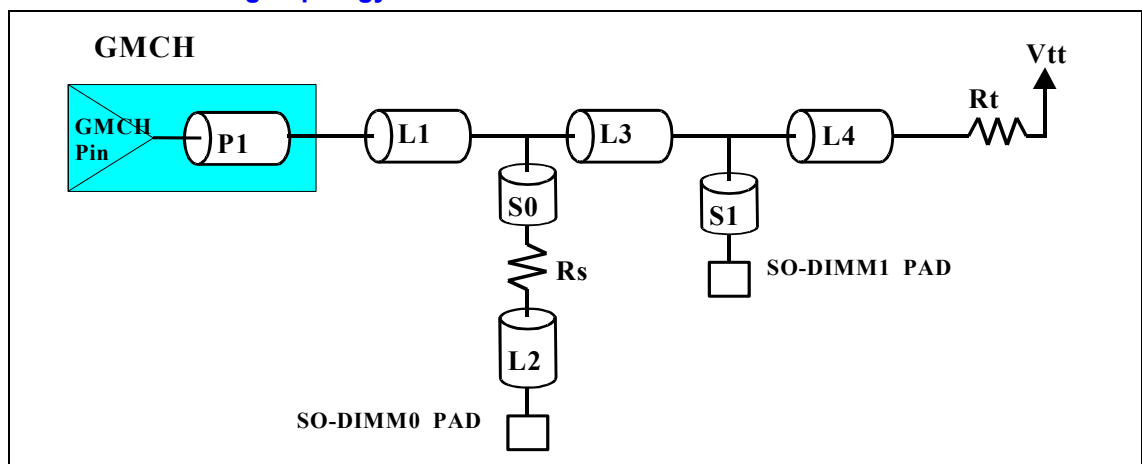 GMCH
Vtt
Rt
GMCH
Pin
P1
L1
L3
L4
S0
S1
Rs
SO-DIMM1 PAD
L2
SO-DIMM0 PAD